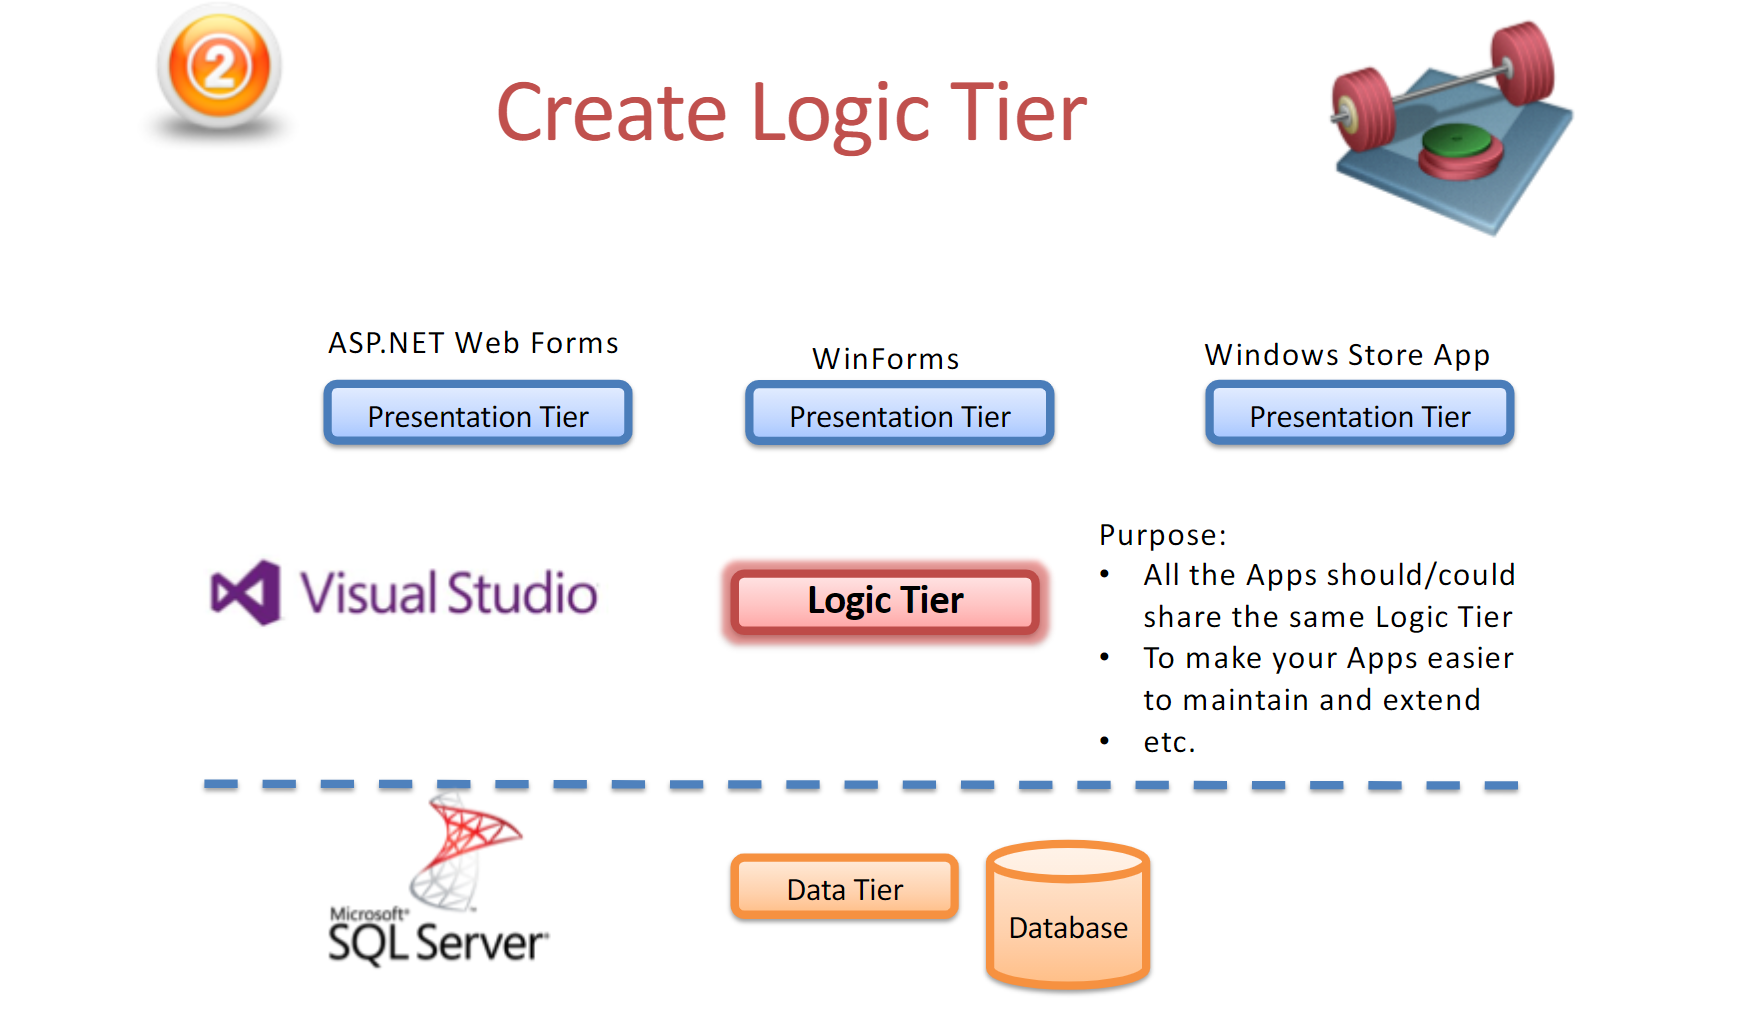 2
Create Logic Tier
ASP.NET Web Forms
WinForms
Windows Store App
Presentation Tier
Presentation Tier
Presentation Tier
Visual Studio
Logic Tier
Purpose:
• All the Apps should/could
share the same Logic Tier
• To make your Apps easier
to maintain and extend
• etc.
Microsoft®
SQL Server®
Data Tier
Database